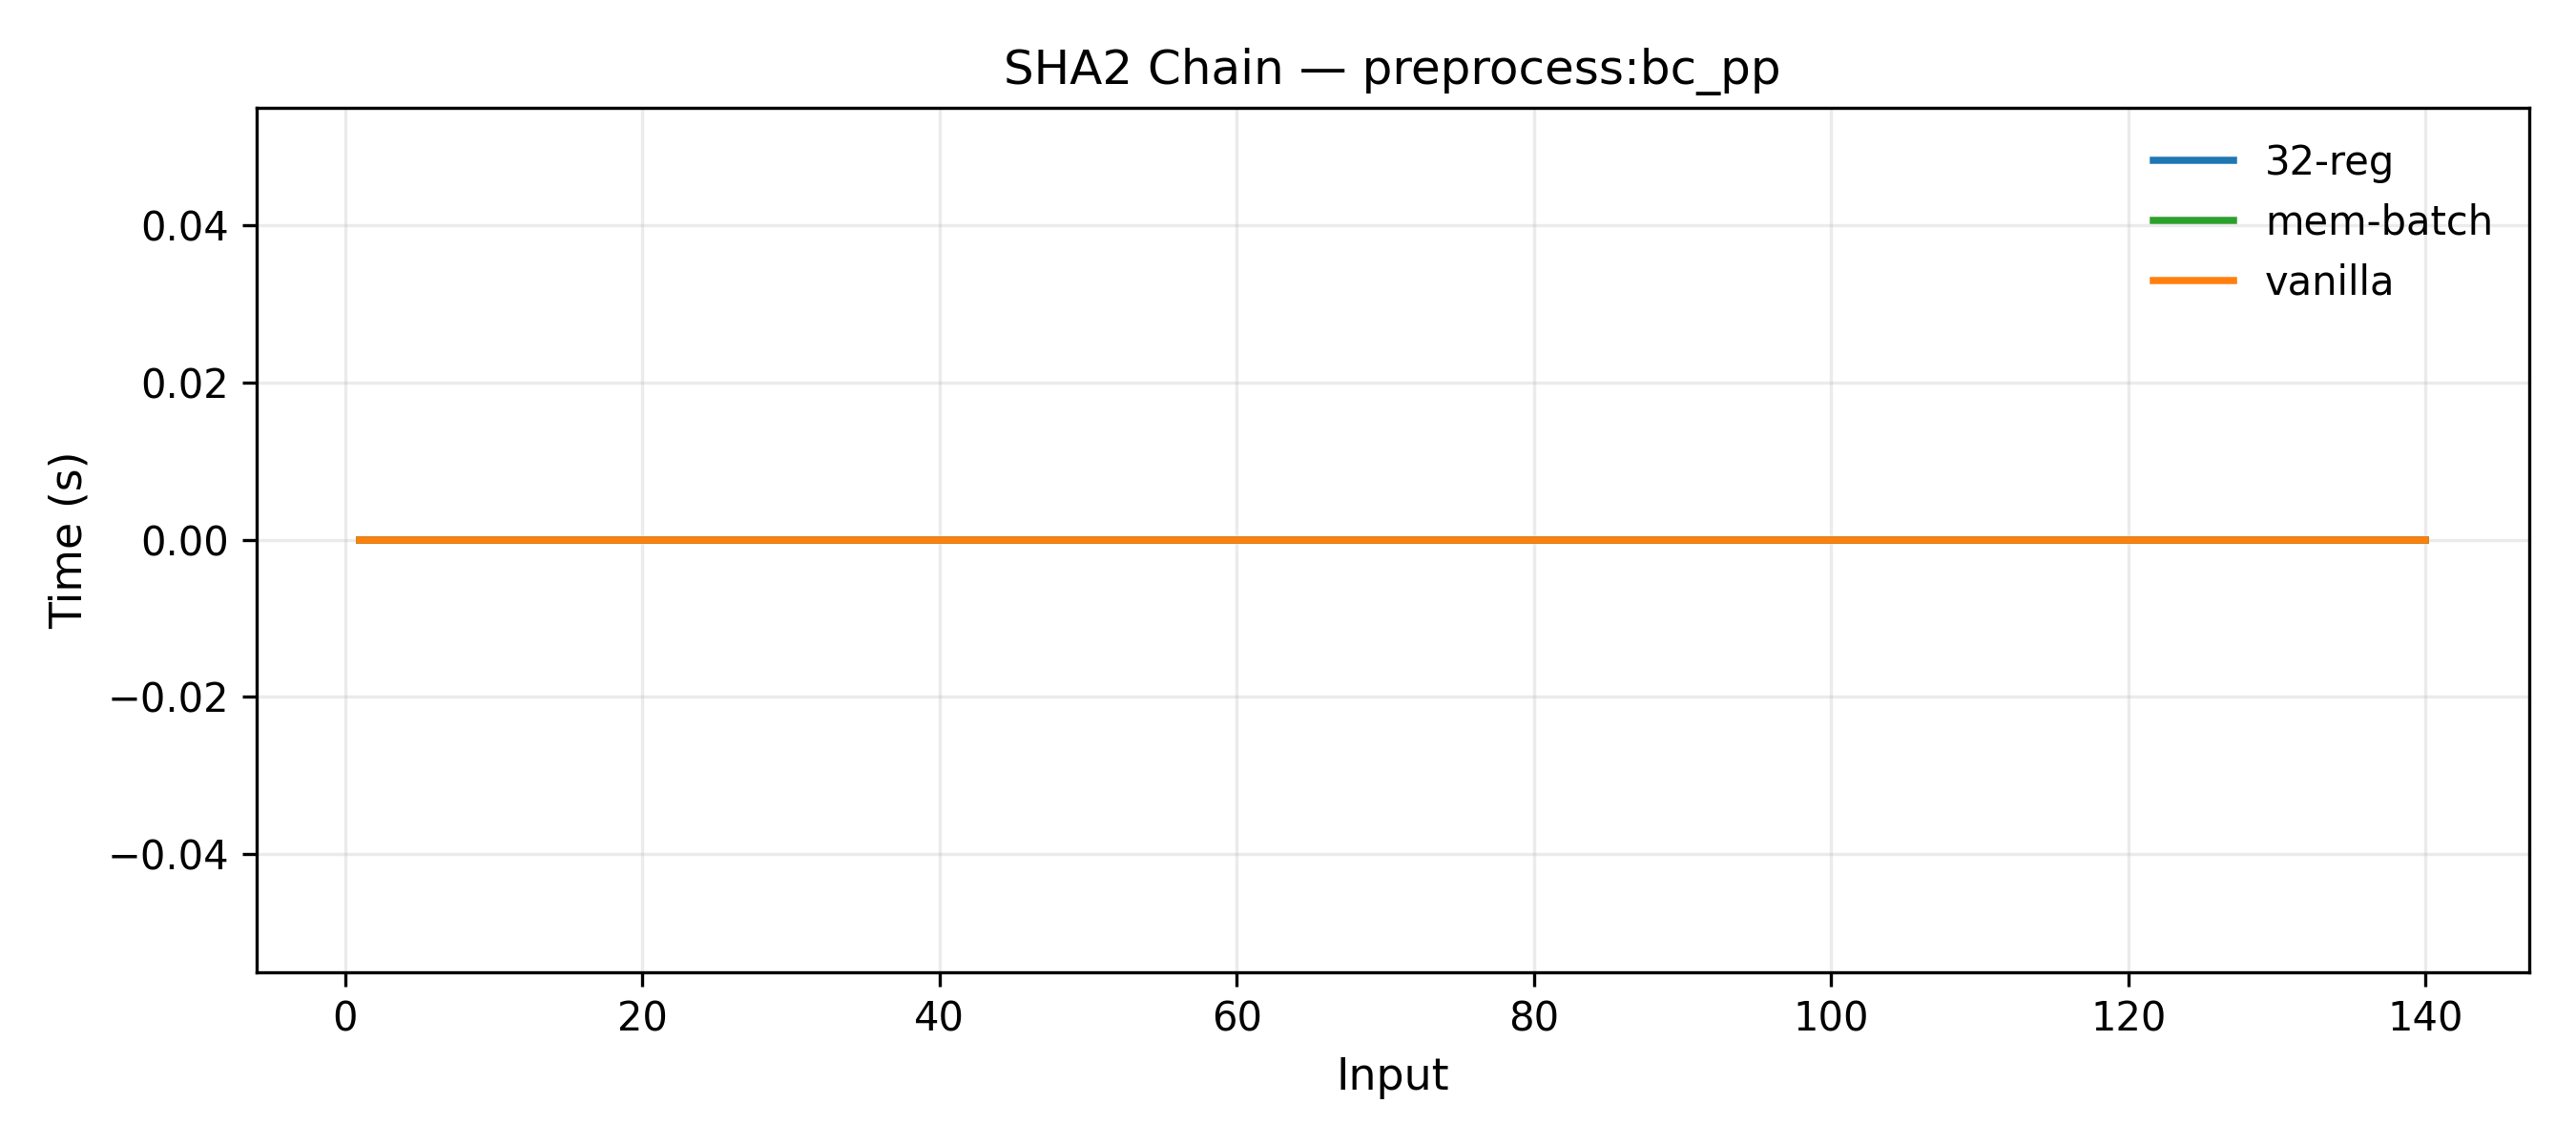 SHA2 Chain — preprocess:bc_pp
32-reg
mem-batch
vanilla
Time (s)
0.04
0.02
0.00
−0.02
−0.04
0 20 40 60 80 100 120 140
Input